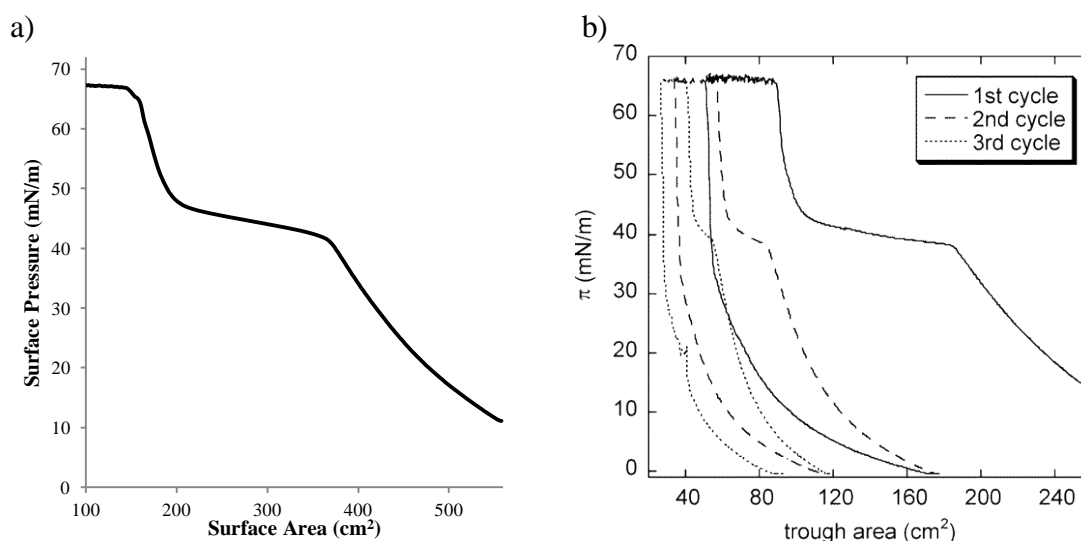 a)
70
60
50
40
30
20
10
0
Surface Pressure (mN/m)
100 200 300 400 500
Surface Area (cm²)
b)
70
60
50
40
30
20
10
0
π (mN/m)
1st cycle
2nd cycle
3rd cycle
40 80 120 160 200 240
trough area (cm²)